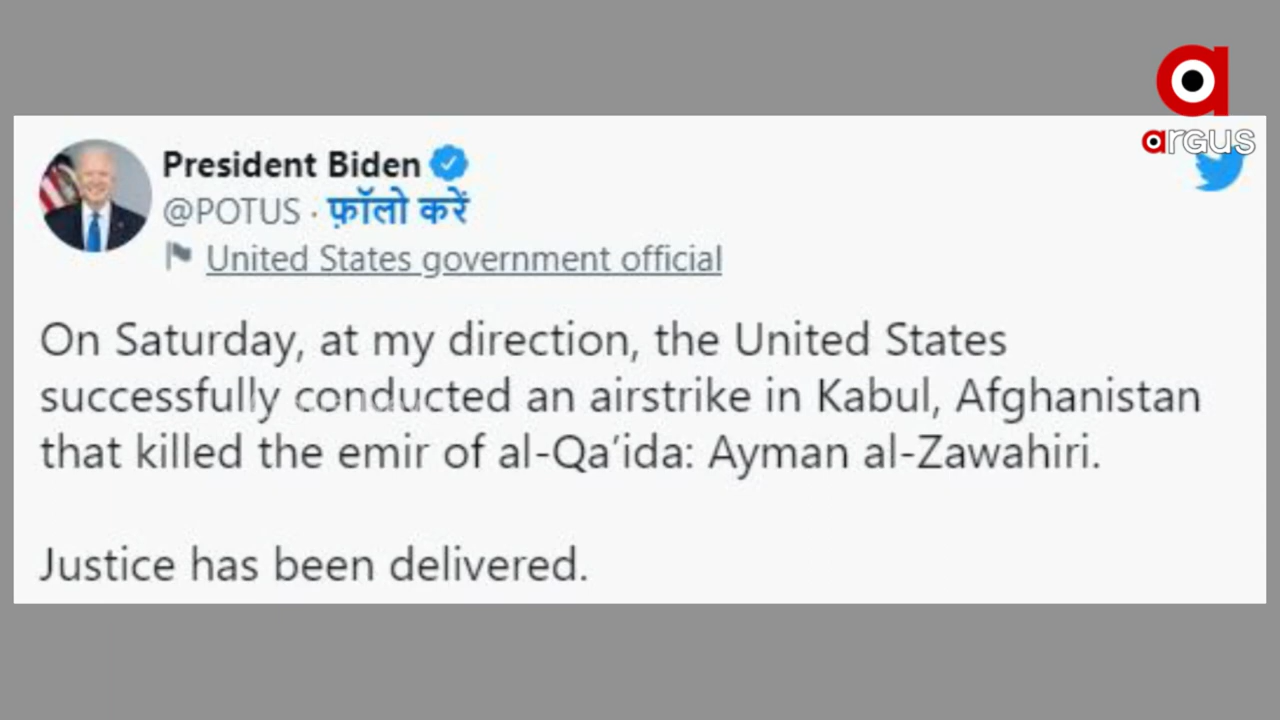 argus
President Biden
@POTUS · फ़ॉलो करें
United States government official
On Saturday, at my direction, the United States
successfully conducted an airstrike in Kabul, Afghanistan
that killed the emir of al-Qa’ida: Ayman al-Zawahiri.
Justice has been delivered.